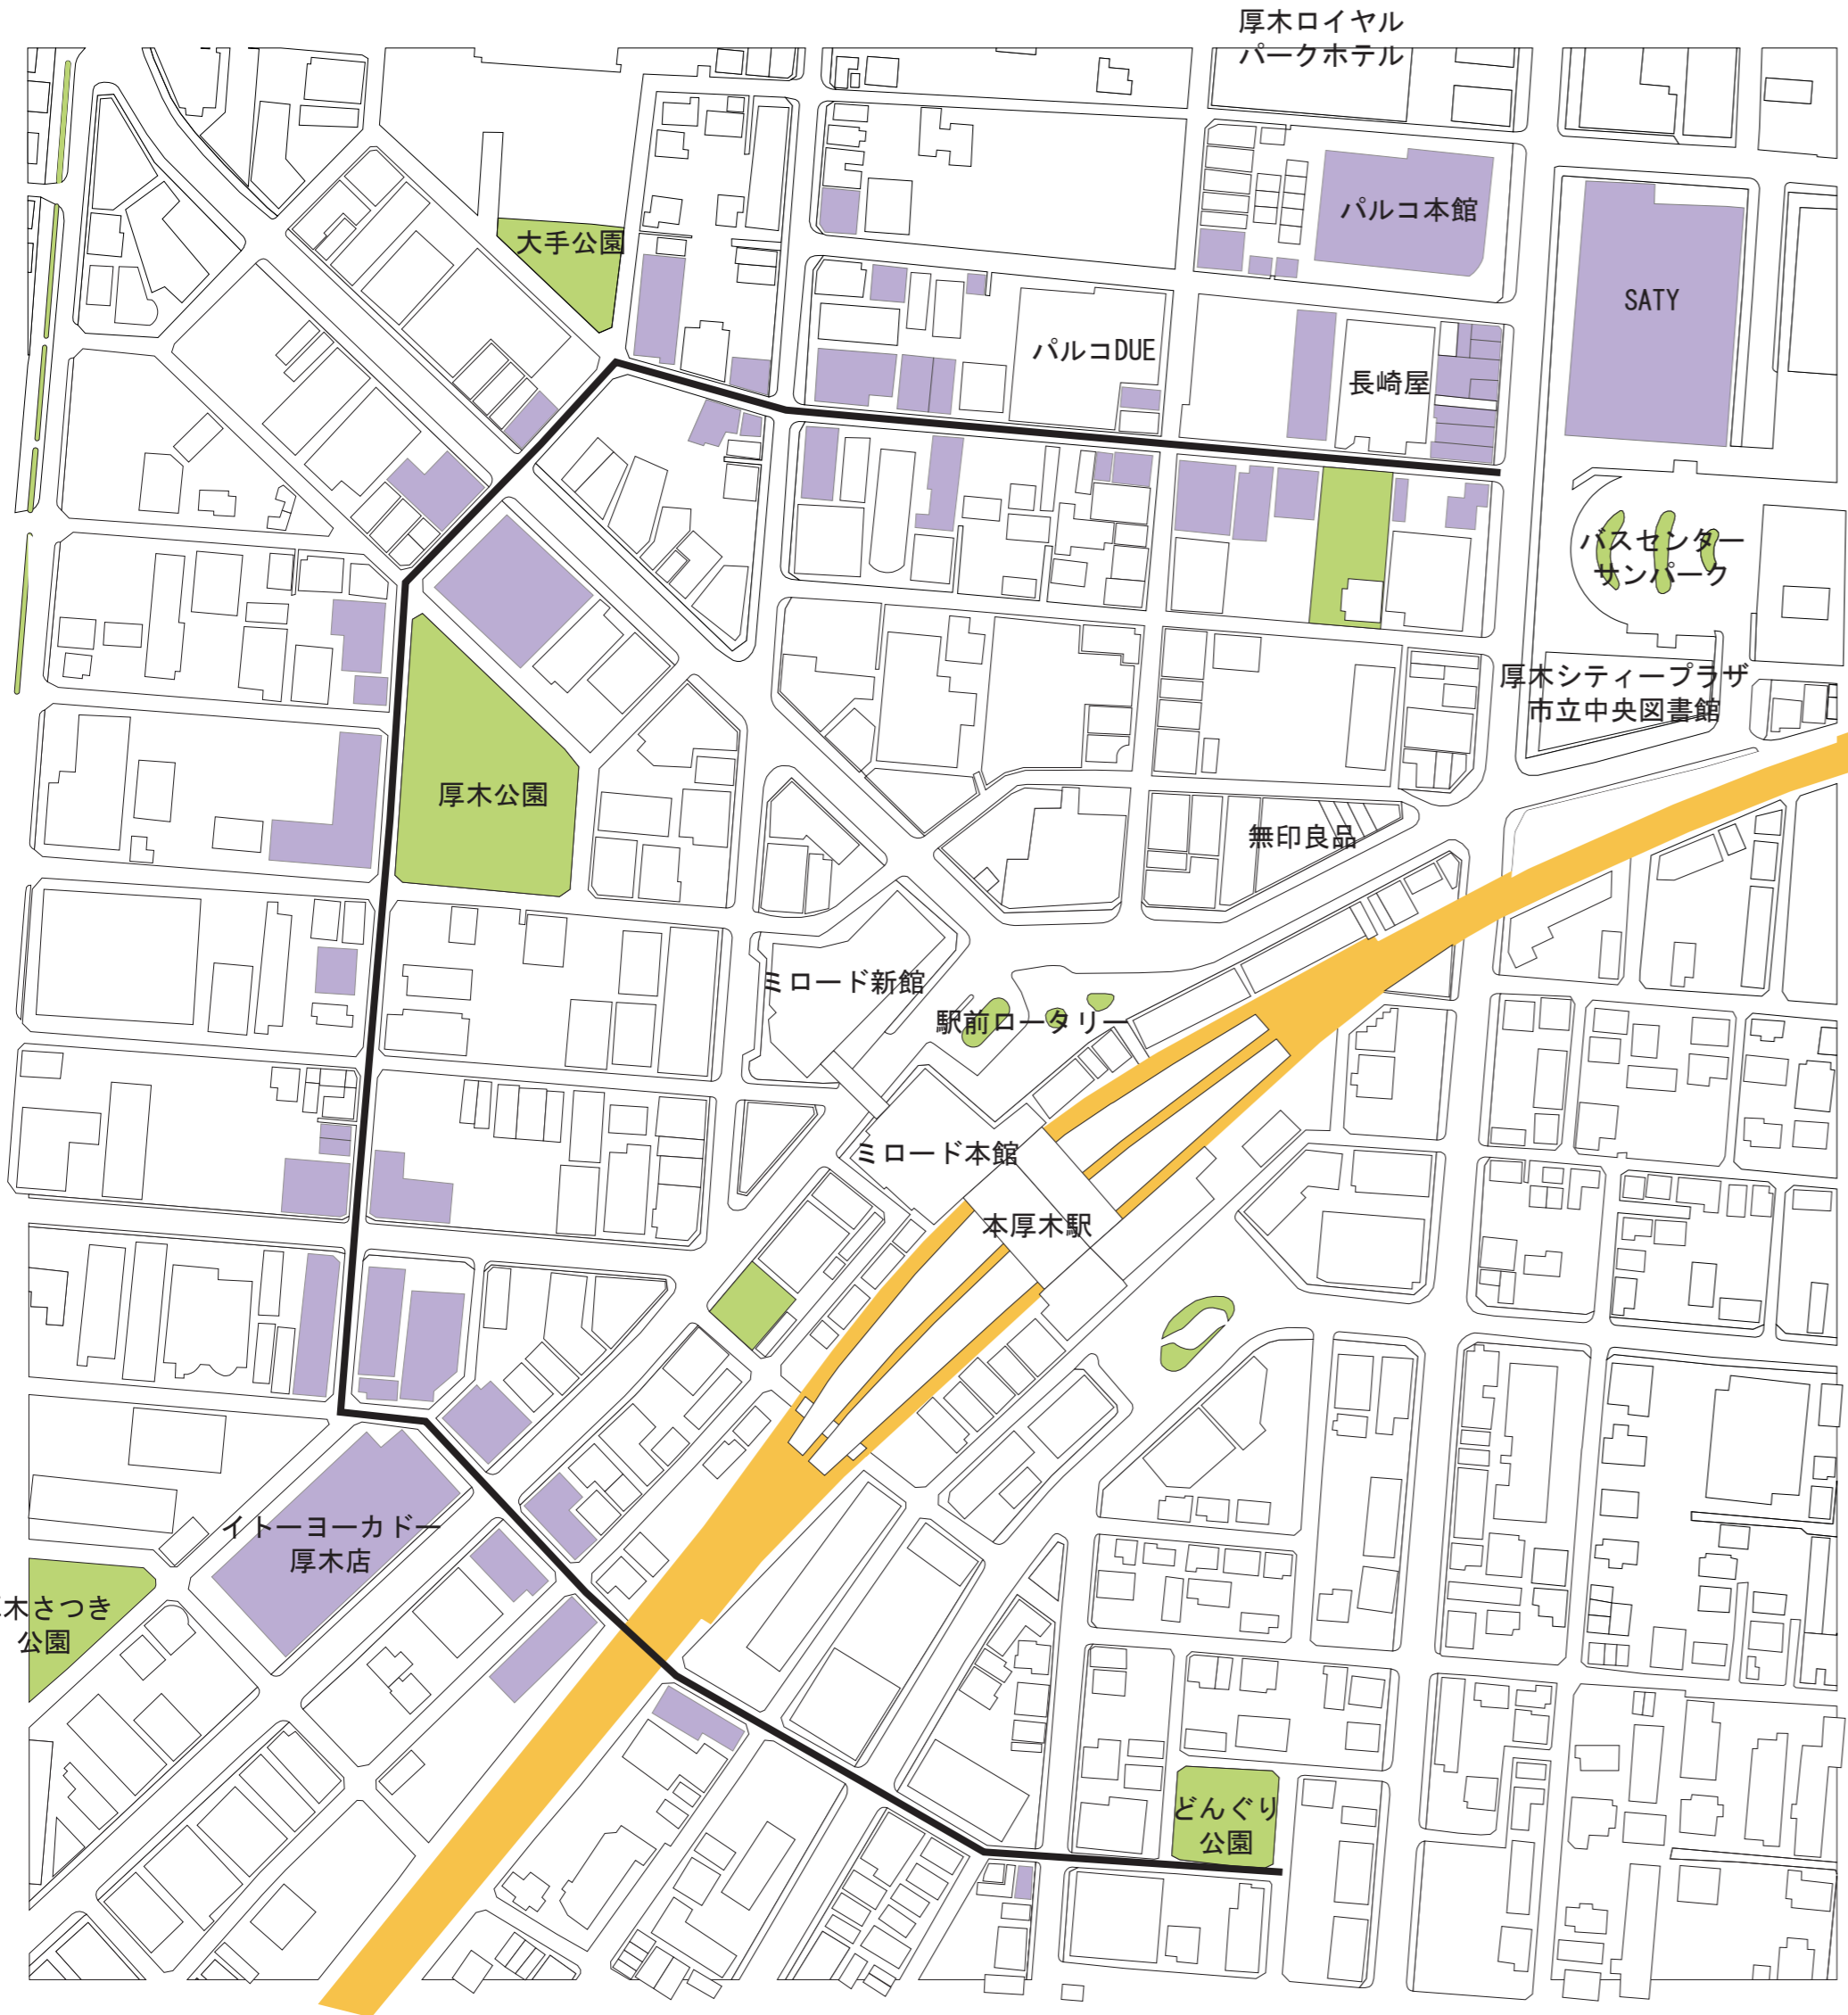 厚木ロイヤル
パークホテル
パルコ本館
大手公園
SATY
パルコDUE
長崎屋
バスセンター
サンパーク
厚木シティープラザ
市立中央図書館
厚木公園
無印良品
ミロード新館
駅前ロータリー
ミロード本館
本厚木駅
イトーヨーカドー
厚木店
木さつき
公園
どんぐり
公園